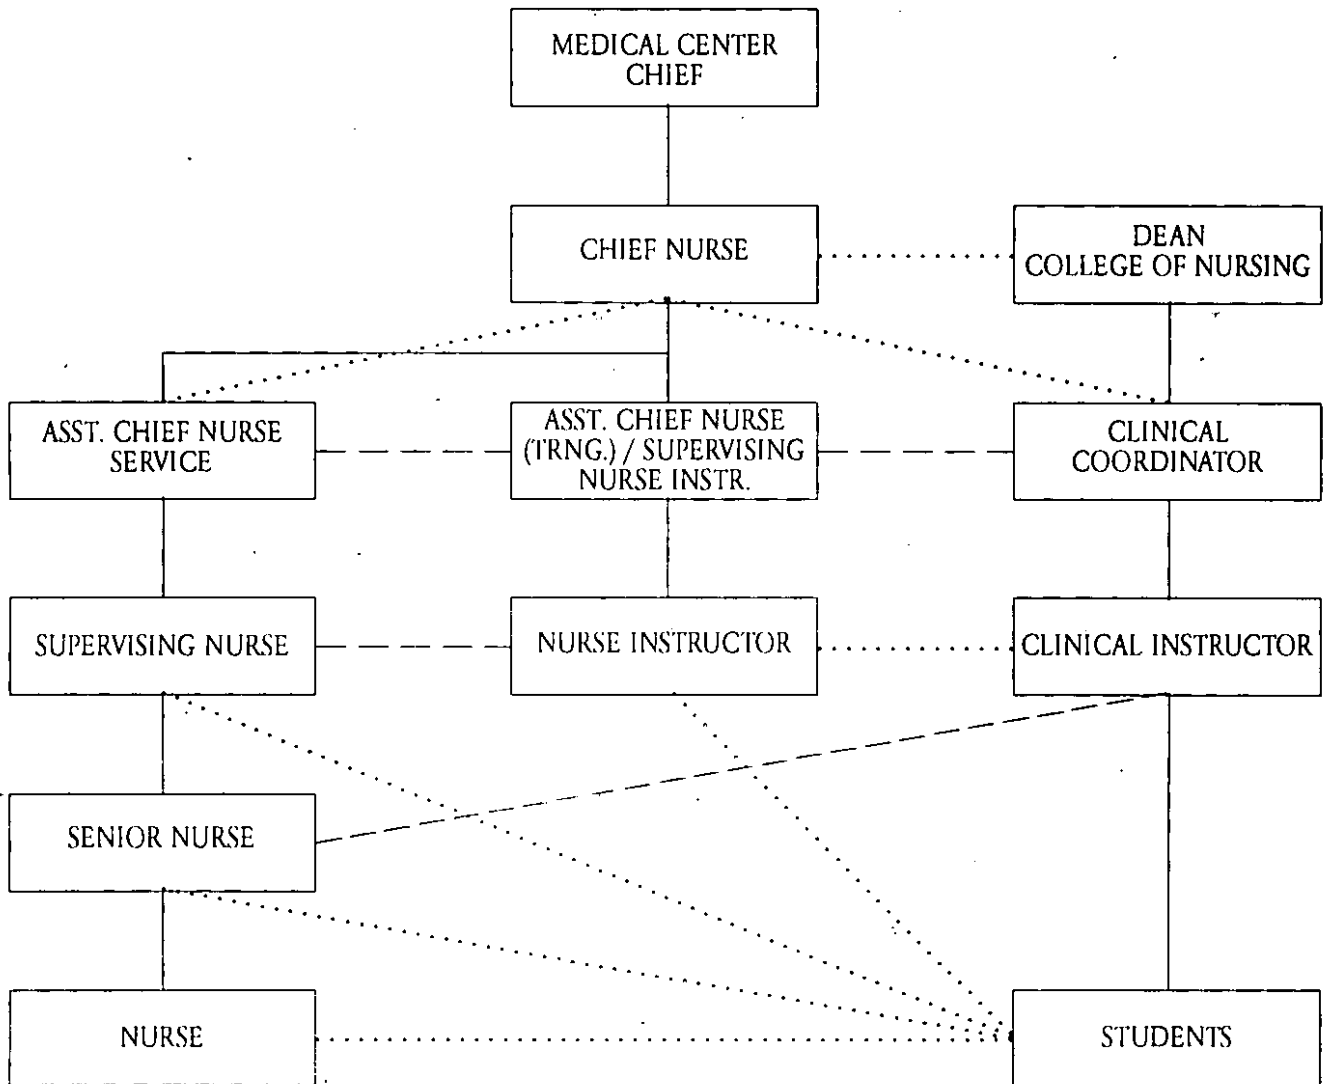 MEDICAL CENTER
CHIEF
CHIEF NURSE
DEAN
COLLEGE OF NURSING
ASST. CHIEF NURSE
SERVICE
ASST. CHIEF NURSE
(TRNG.) / SUPERVISING
NURSE INSTR.
CLINICAL
COORDINATOR
SUPERVISING NURSE
NURSE INSTRUCTOR
CLINICAL INSTRUCTOR
SENIOR NURSE
NURSE
STUDENTS